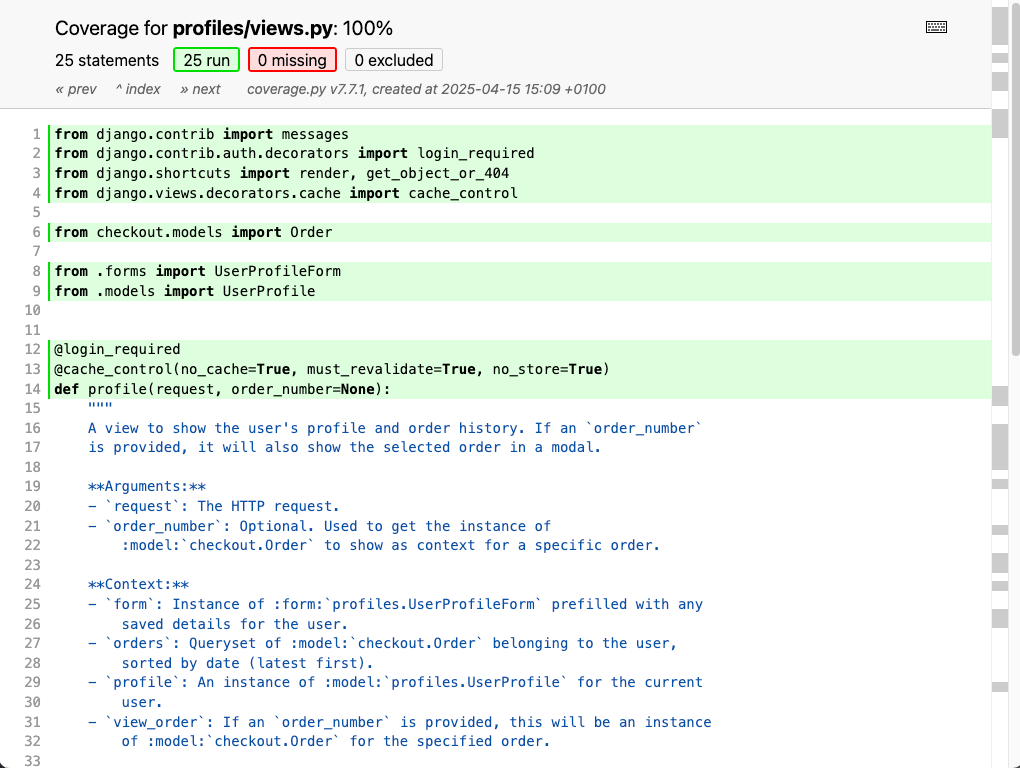 Coverage for profiles/views.py: 100%
25 statements 25 run 0 missing 0 excluded
« prev ^ index » next coverage.py v7.7.1, created at 2025-04-15 15:09 +0100
1 from django.contrib import messages
2 from django.contrib.auth.decorators import login_required
3 from django.shortcuts import render, get_object_or_404
4 from django.views.decorators.cache import cache_control
5
6 from checkout.models import Order
7
8 from .forms import UserProfileForm
9 from .models import UserProfile
10
11
12 @login_required
13 @cache_control(no_cache=True, must_revalidate=True, no_store=True)
14 def profile(request, order_number=None):
15     """
16     A view to show the user's profile and order history. If an `order_number`
17     is provided, it will also show the selected order in a modal.
18
19     **Arguments:**
20     - `request`: The HTTP request.
21     - `order_number`: Optional. Used to get the instance of
22         :model:`checkout.Order` to show as context for a specific order.
23
24     **Context:**
25     - `form`: Instance of :form:`profiles.UserProfileForm` prefilled with any
26         saved details for the user.
27     - `orders`: Queryset of :model:`checkout.Order` belonging to the user,
28         sorted by date (latest first).
29     - `profile`: An instance of :model:`profiles.UserProfile` for the current
30         user.
31     - `view_order`: If an `order_number` is provided, this will be an instance
32         of :model:`checkout.Order` for the specified order.
33